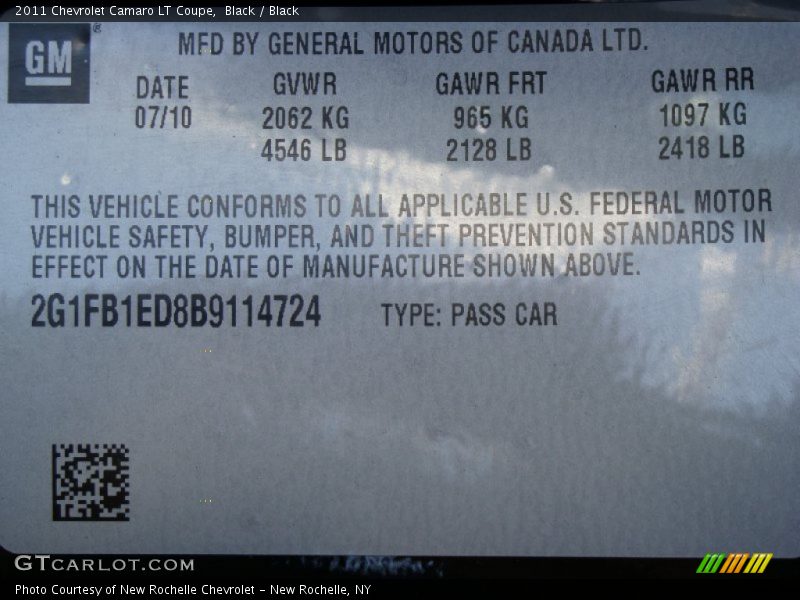 2011 Chevrolet Camaro LT Coupe, Black / Black
GM ®
MFD BY GENERAL MOTORS OF CANADA LTD.
DATE GVWR GAWR FRT GAWR RR
07/10 2062 KG 965 KG 1097 KG
4546 LB 2128 LB 2418 LB
THIS VEHICLE CONFORMS TO ALL APPLICABLE U.S. FEDERAL MOTOR
VEHICLE SAFETY, BUMPER, AND THEFT PREVENTION STANDARDS IN
EFFECT ON THE DATE OF MANUFACTURE SHOWN ABOVE.
2G1FB1ED8B9114724 TYPE: PASS CAR
GTCARLOT.COM
Photo Courtesy of New Rochelle Chevrolet - New Rochelle, NY